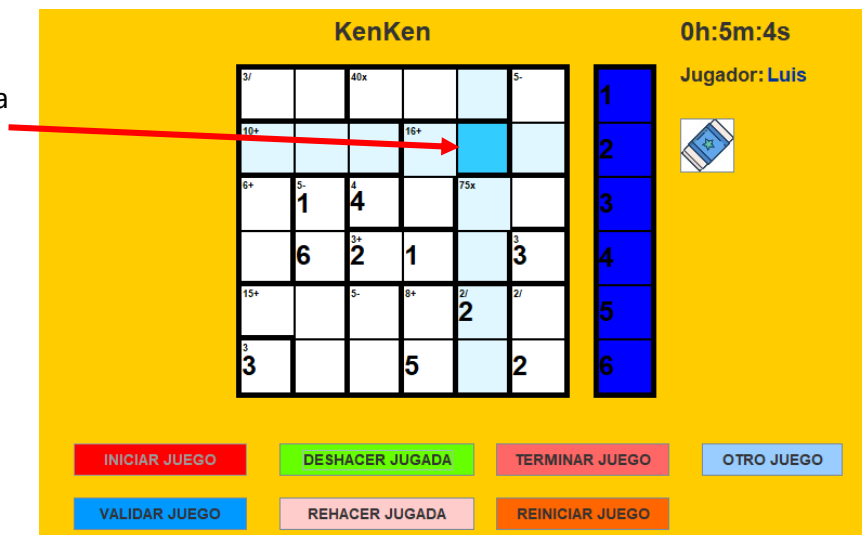 KenKen
0h:5m:4s
Jugador: Luis
a
3/ 40x 5- 1
10+ 16+ 2
6+ 5- 1 4 4 75x 3
6 3+ 2 1 3 3 4
15+ 5- 8+ 2/ 2 2/ 5
3 3 5 2 6
INICIAR JUEGO DESHACER JUGADA TERMINAR JUEGO OTRO JUEGO
VALIDAR JUEGO REHACER JUGADA REINICIAR JUEGO